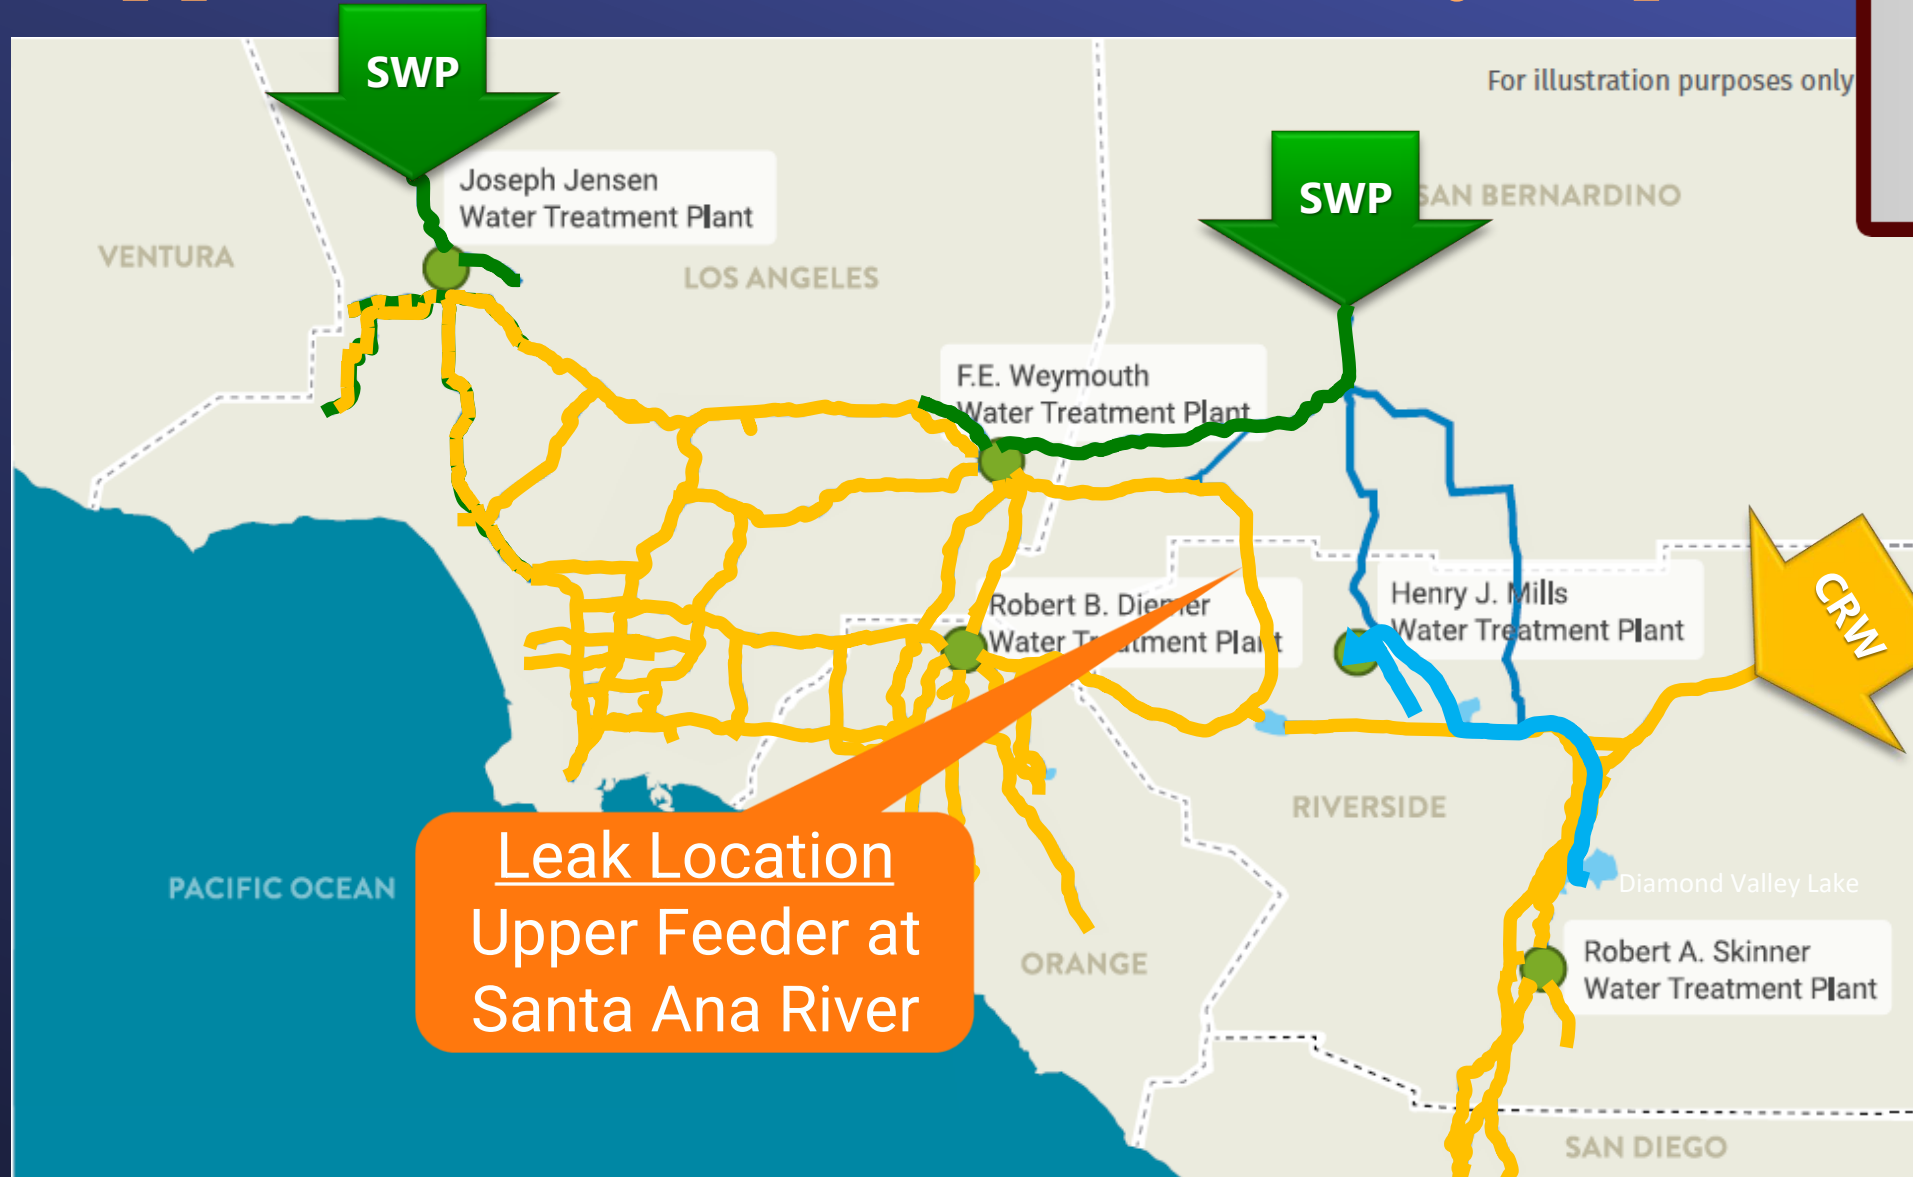 SWP
For illustration purposes only
Joseph Jensen
Water Treatment Plant
SWP
SAN BERNARDINO
VENTURA
LOS ANGELES
F.E. Weymouth
Water Treatment Plant
CRW
Robert B. Diemer
Water Treatment Plant
Henry J. Mills
Water Treatment Plant
RIVERSIDE
Leak Location
Upper Feeder at
Santa Ana River
PACIFIC OCEAN
Diamond Valley Lake
ORANGE
Robert A. Skinner
Water Treatment Plant
SAN DIEGO